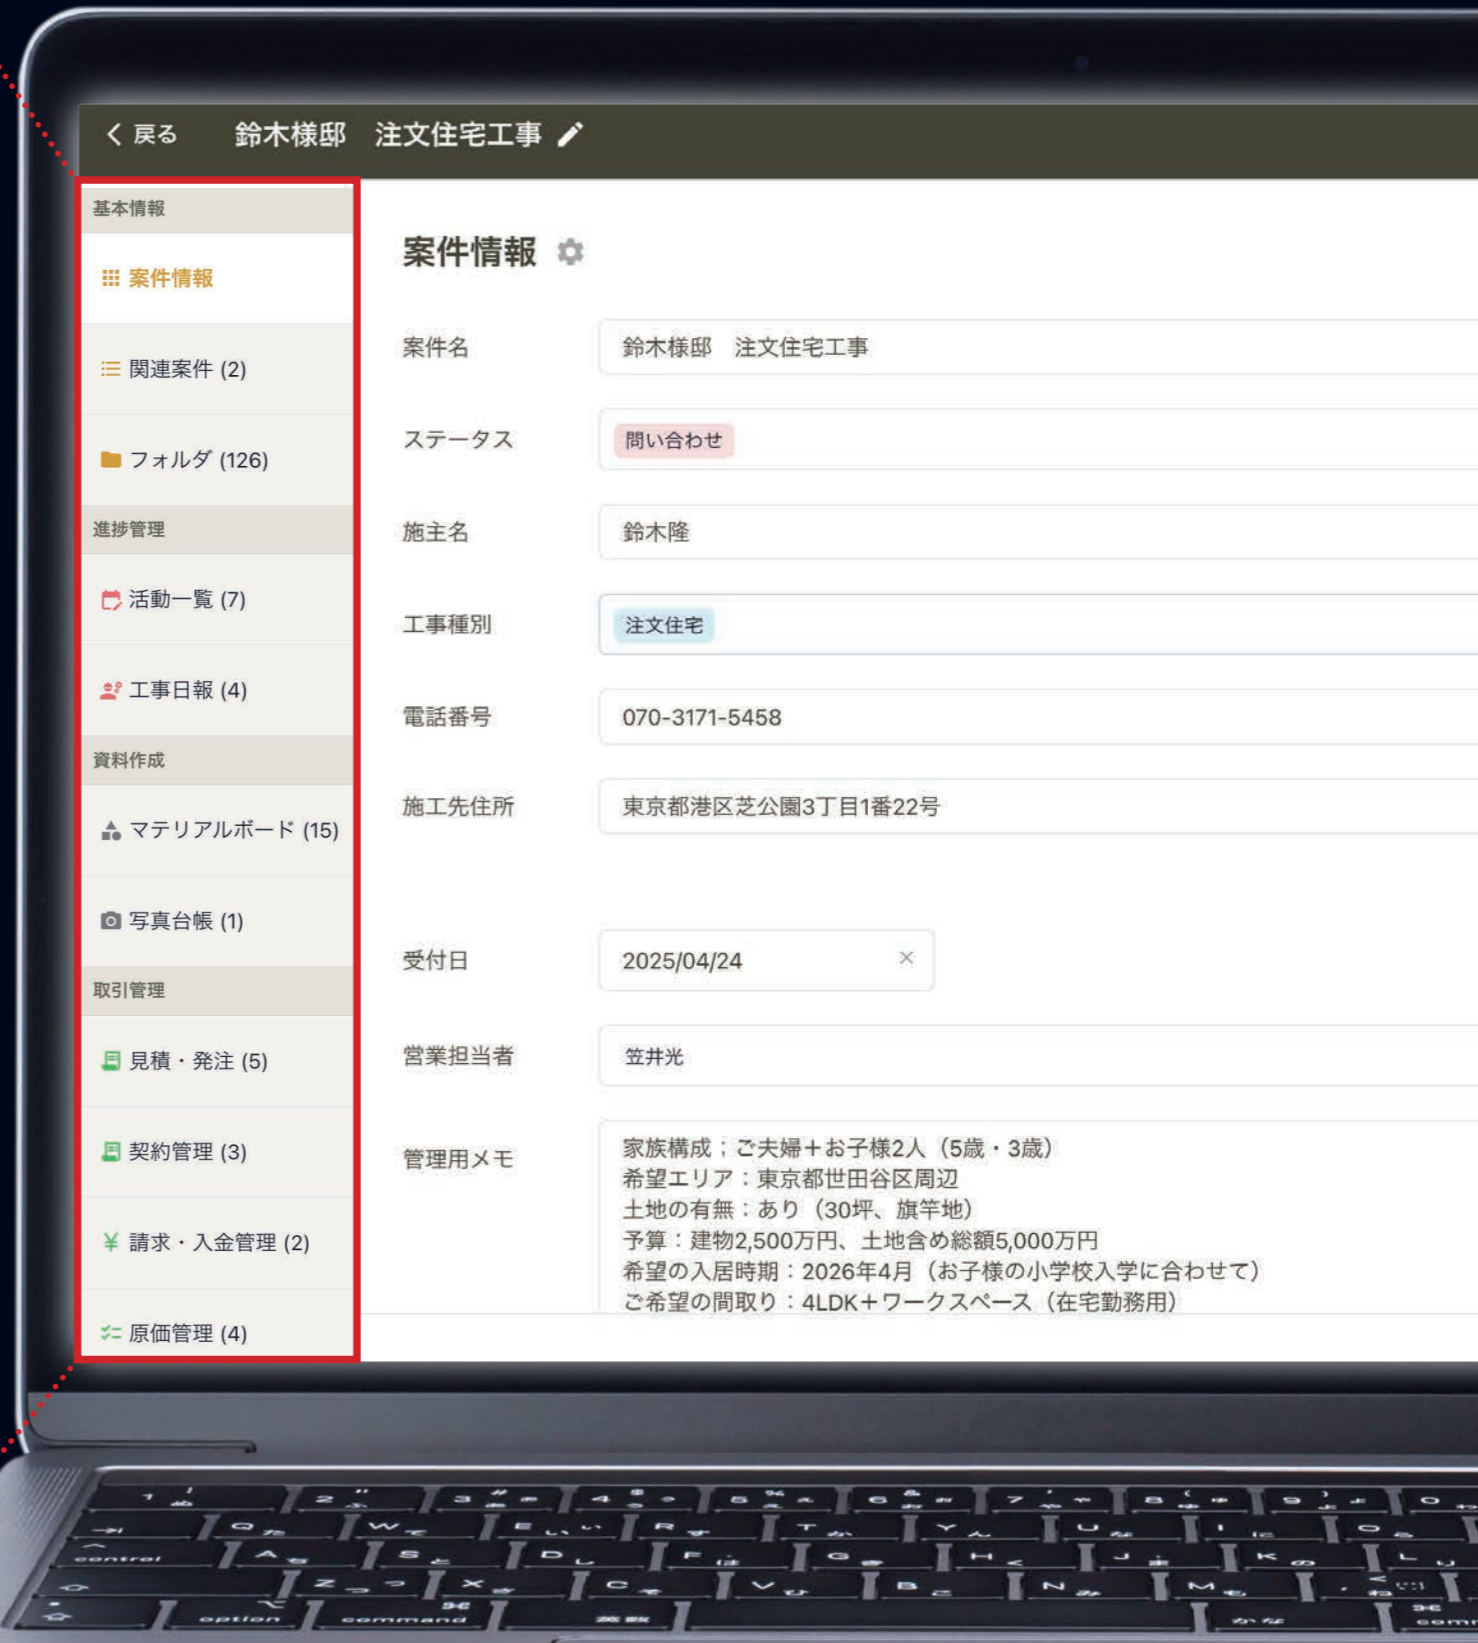 戻る 鈴木様邸 注文住宅工事
基本情報
案件情報
関連案件 (2)
フォルダ (126)
進捗管理
活動一覧 (7)
工事日報 (4)
資料作成
マテリアルボード (15)
写真台帳 (1)
取引管理
見積・発注 (5)
契約管理 (3)
¥ 請求・入金管理 (2)
原価管理 (4)
案件情報
案件名 鈴木様邸 注文住宅工事
ステータス 問い合わせ
施主名 鈴木隆
工事種別 注文住宅
電話番号 070-3171-5458
施工先住所 東京都港区芝公園3丁目1番22号
受付日 2025/04/24 ×
営業担当者 笠井光
管理用メモ 家族構成；ご夫婦＋お子様2人（5歳・3歳）
希望エリア：東京都世田谷区周辺
土地の有無：あり（30坪、旗竿地）
予算：建物2,500万円、土地含め総額5,000万円
希望の入居時期：2026年4月（お子様の小学校入学に合わせて）
ご希望の間取り：4LDK＋ワークスペース（在宅勤務用）
Q W E R T Y U I O
control A S D F G H J K L
Z X C V B N M
option command 英数 かな